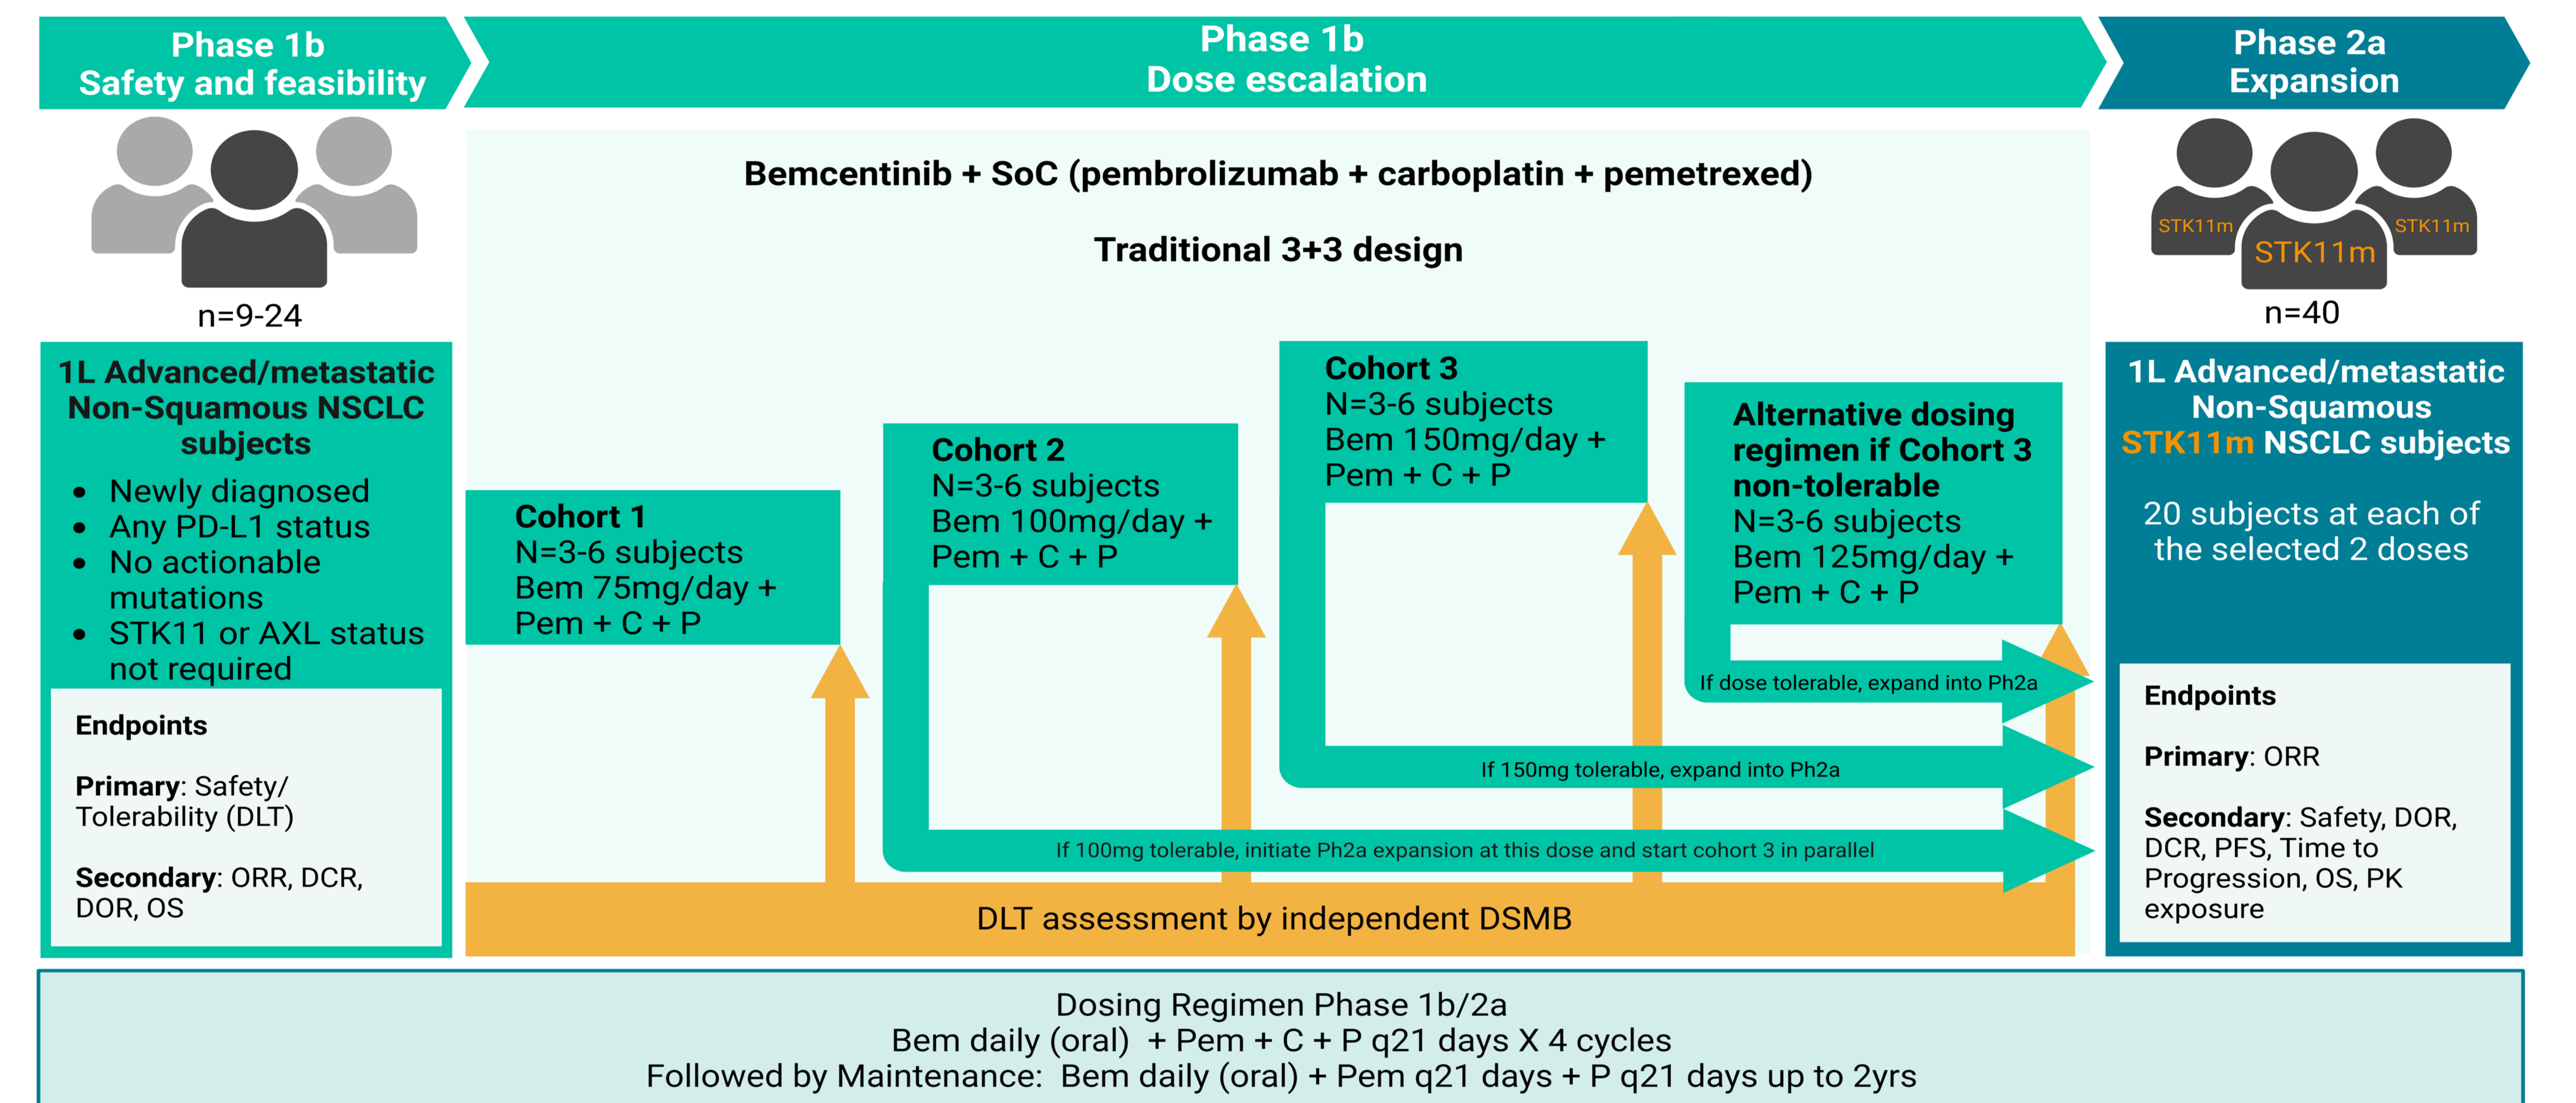 Phase 1b
Safety and feasibility
Phase 1b
Dose escalation
Phase 2a
Expansion
n=9-24
1L Advanced/metastatic
Non-Squamous NSCLC
subjects
• Newly diagnosed
• Any PD-L1 status
• No actionable
mutations
• STK11 or AXL status
not required
Endpoints
Primary: Safety/
Tolerability (DLT)
Secondary: ORR, DCR,
DOR, OS
Bemcentinib + SoC (pembrolizumab + carboplatin + pemetrexed)
Traditional 3+3 design
Cohort 1
N=3-6 subjects
Bem 75mg/day +
Pem + C + P
Cohort 2
N=3-6 subjects
Bem 100mg/day +
Pem + C + P
Cohort 3
N=3-6 subjects
Bem 150mg/day +
Pem + C + P
Alternative dosing
regimen if Cohort 3
non-tolerable
N=3-6 subjects
Bem 125mg/day +
Pem + C + P
If dose tolerable, expand into Ph2a
If 150mg tolerable, expand into Ph2a
If 100mg tolerable, initiate Ph2a expansion at this dose and start cohort 3 in parallel
DLT assessment by independent DSMB
STK11m
STK11m
STK11m
n=40
1L Advanced/metastatic
Non-Squamous
STK11m NSCLC subjects
20 subjects at each of
the selected 2 doses
Endpoints
Primary: ORR
Secondary: Safety, DOR,
DCR, PFS, Time to
Progression, OS, PK
exposure
Dosing Regimen Phase 1b/2a
Bem daily (oral) + Pem + C + P q21 days X 4 cycles
Followed by Maintenance: Bem daily (oral) + Pem q21 days + P q21 days up to 2yrs